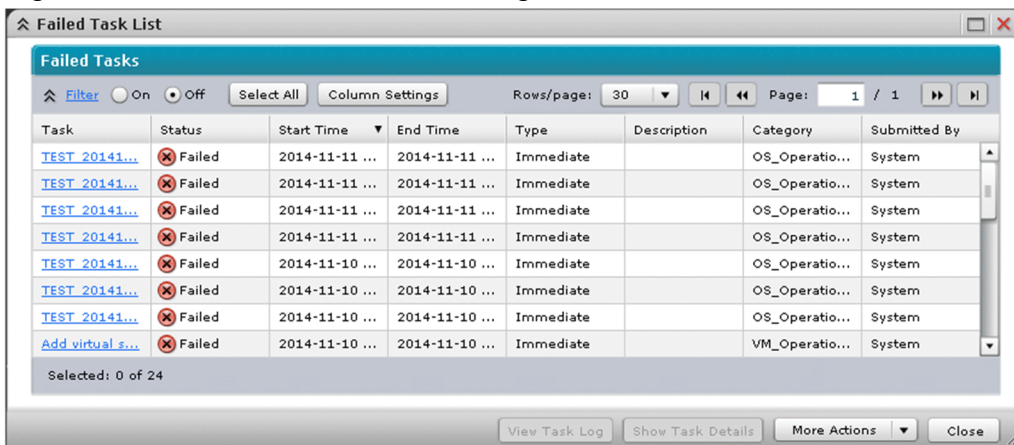 Failed Task List
Failed Tasks
Filter On Off Select All Column Settings Rows/page: 30 Page: 1 / 1
Task Status Start Time End Time Type Description Category Submitted By
TEST_20141... Failed 2014-11-11 ... 2014-11-11 ... Immediate OS_Operatio... System
TEST_20141... Failed 2014-11-11 ... 2014-11-11 ... Immediate OS_Operatio... System
TEST_20141... Failed 2014-11-11 ... 2014-11-11 ... Immediate OS_Operatio... System
TEST_20141... Failed 2014-11-11 ... 2014-11-11 ... Immediate OS_Operatio... System
TEST_20141... Failed 2014-11-10 ... 2014-11-10 ... Immediate OS_Operatio... System
TEST_20141... Failed 2014-11-10 ... 2014-11-10 ... Immediate OS_Operatio... System
TEST_20141... Failed 2014-11-10 ... 2014-11-10 ... Immediate OS_Operatio... System
Add virtual s... Failed 2014-11-10 ... 2014-11-10 ... Immediate VM_Operatio... System
Selected: 0 of 24
View Task Log Show Task Details More Actions Close